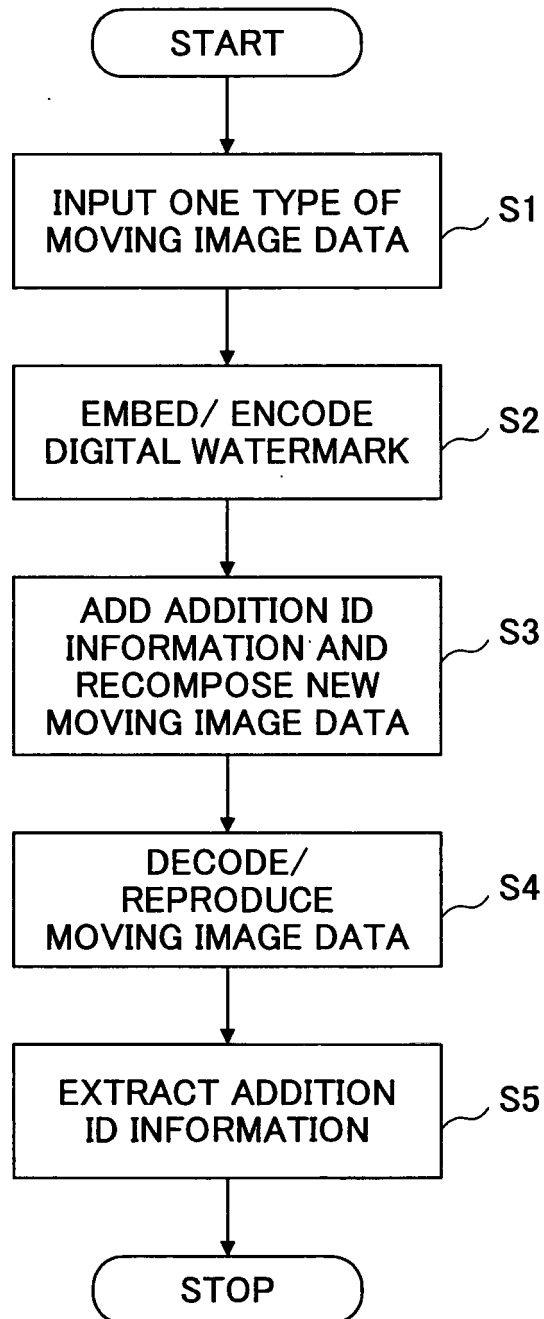 START
INPUT ONE TYPE OF
MOVING IMAGE DATA
S1
EMBED/ ENCODE
DIGITAL WATERMARK
S2
ADD ADDITION ID
INFORMATION AND
RECOMPOSE NEW
MOVING IMAGE DATA
S3
DECODE/
REPRODUCE
MOVING IMAGE DATA
S4
EXTRACT ADDITION
ID INFORMATION
S5
STOP